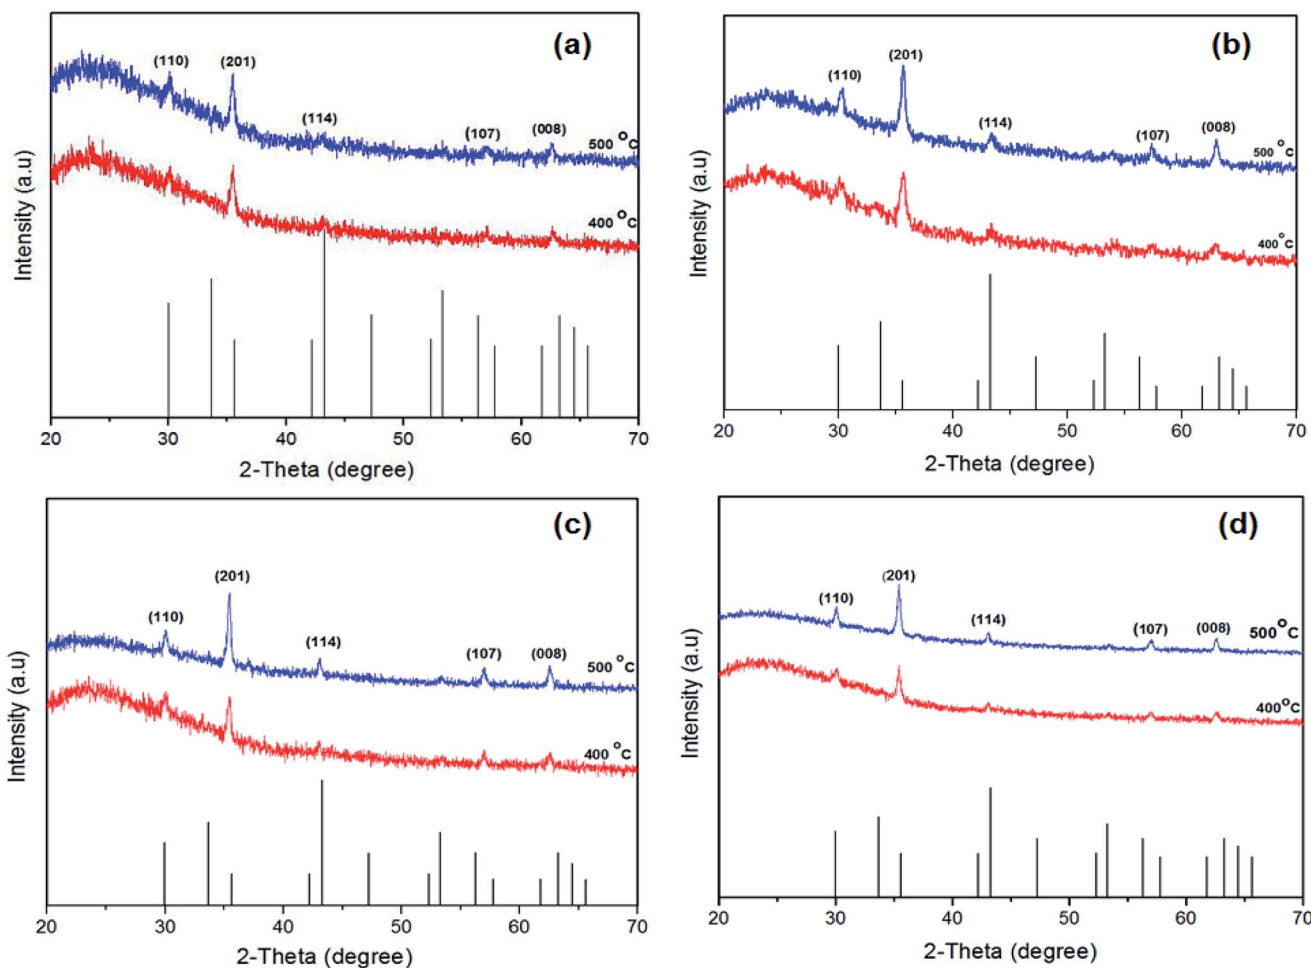 (a)
(110)
(201)
(114)
(107)
(008)
500 °C
400 °C
Intensity (a.u)
20 30 40 50 60 70
2-Theta (degree)
(b)
(110)
(201)
(114)
(107)
(008)
500 °C
400 °C
Intensity (a.u)
20 30 40 50 60 70
2-Theta (degree)
(c)
(110)
(201)
(114)
(107)
(008)
500 °C
400 °C
Intensity (a.u)
20 30 40 50 60 70
2-Theta (degree)
(d)
(110)
(201)
(114)
(107)
(008)
500°C
400°C
Intensity (a.u)
20 30 40 50 60 70
2-Theta (degree)